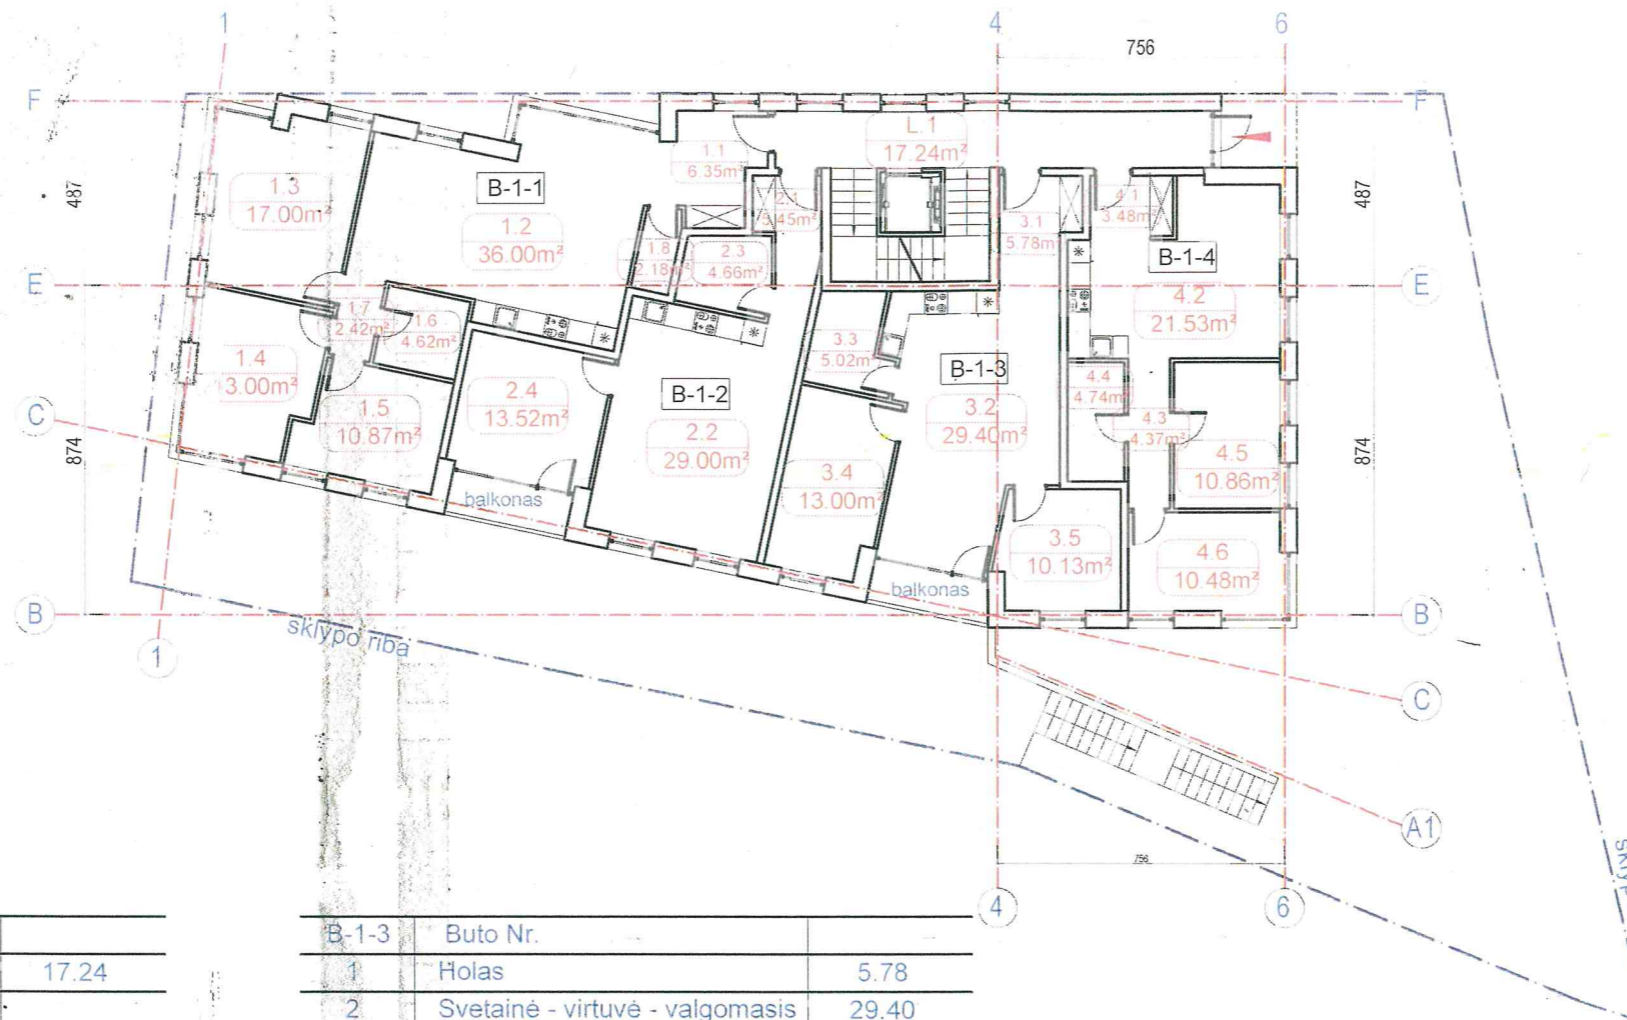 1
4
6
756
F
F
L.1
17.24m²
1.1
6.35m²
487
487
1.3
17.00m²
B-1-1
2.1
5.45m²
4.1
3.48m²
3.1
5.78m²
1.2
36.00m²
1.8
2.18m²
2.3
4.66m²
B-1-4
E
E
4.2
21.53m²
1.7
2.42m²
1.6
4.62m²
3.3
5.02m²
1.4
3.00m²
B-1-3
B-1-2
4.4
4.74m²
2.4
13.52m²
1.5
10.87m²
3.2
29.40m²
C
2.2
29.00m²
4.3
4.37m²
874
874
4.5
10.86m²
3.4
13.00m²
balkonas
3.5
10.13m²
4.6
10.48m²
balkonas
B
B
sklypo riba
1
C
A1
756
4
6
B-1-3 Buto Nr.
17.24
1 Holas 5.78
2 Svetainė - virtuvė - valgomasis 29.40